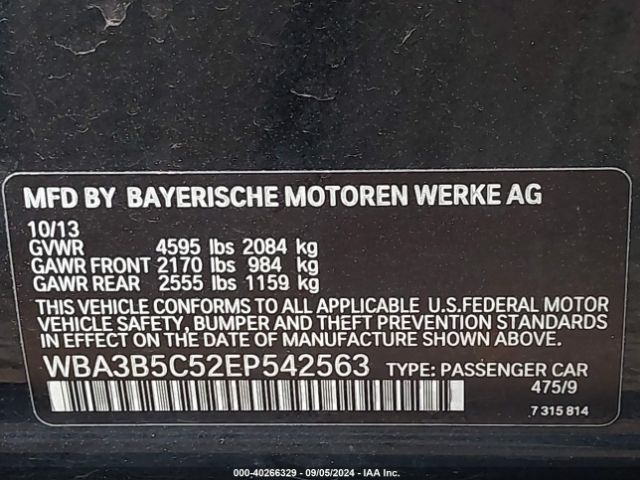 MFD BY BAYERISCHE MOTOREN WERKE AG
10/13
GVWR 4595 lbs 2084 kg
GAWR FRONT 2170 lbs 984 kg
GAWR REAR 2555 lbs 1159 kg
THIS VEHICLE CONFORMS TO ALL APPLICABLE U.S.FEDERAL MOTOR
VEHICLE SAFETY, BUMPER AND THEFT PREVENTION STANDARDS
IN EFFECT ON THE DATE OF MANUFACTURE SHOWN ABOVE.
WBA3B5C52EP542563 TYPE: PASSENGER CAR
475/9
7 315 814
000-40266329 - 09/05/2024 - IAA Inc.